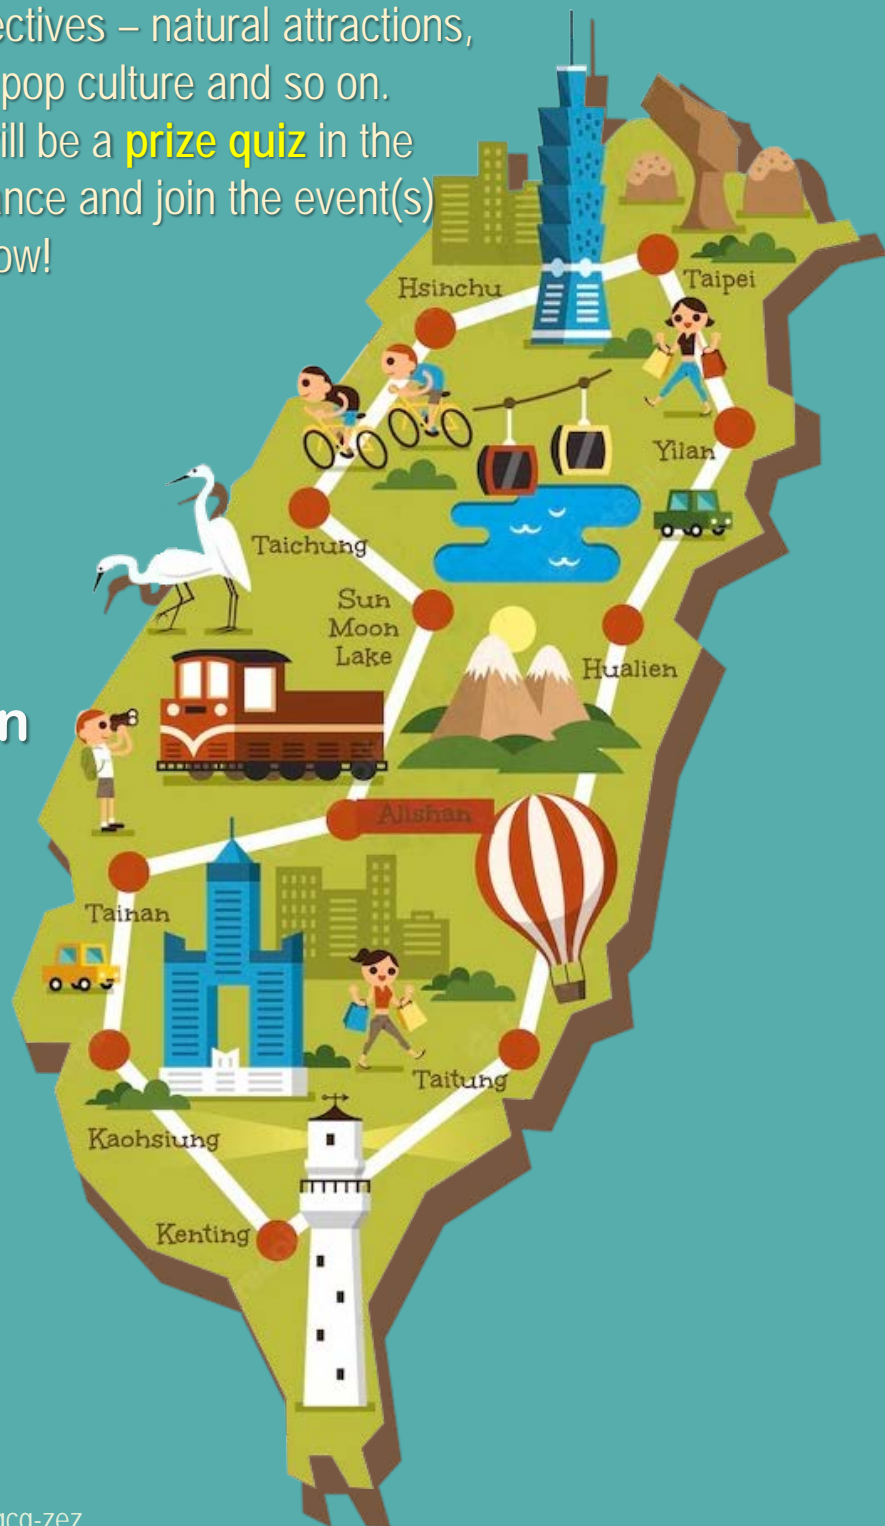 ectives – natural attractions,
pop culture and so on.
ill be a prize quiz in the
ance and join the event(s)
ow!
Hsinchu
Taipei
Yilan
Taichung
Sun
Moon
Lake
Hualien
n
Alishan
Tainan
Taitung
Kaohsiung
Kenting